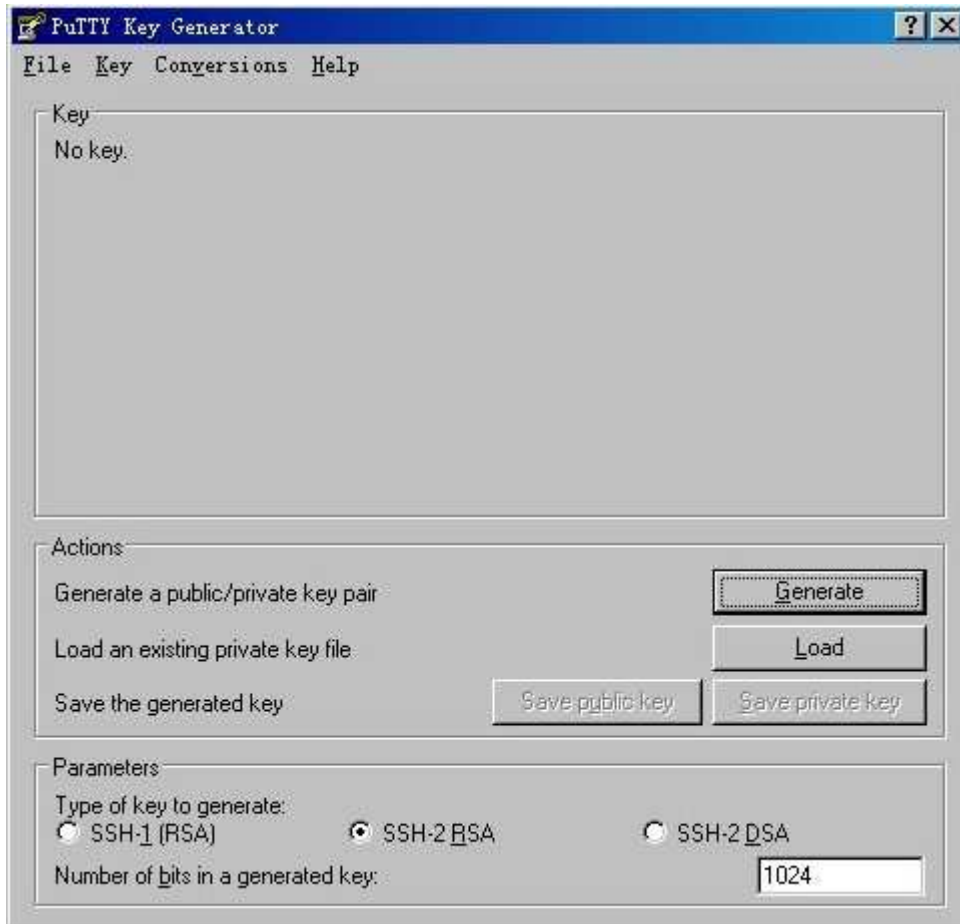 PuTTY Key Generator
File Key Conversions Help
Key
No key.
Actions
Generate a public/private key pair
Generate
Load an existing private key file
Load
Save the generated key
Save public key
Save private key
Parameters
Type of key to generate:
SSH-1 (RSA)
SSH-2 RSA
SSH-2 DSA
Number of bits in a generated key:
1024